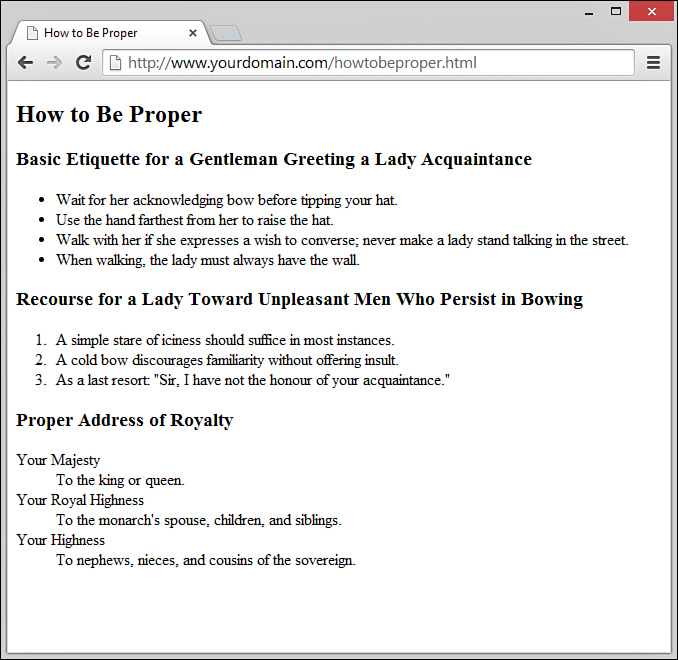 How to Be Proper
http://www.yourdomain.com/howtobeproper.html
How to Be Proper
Basic Etiquette for a Gentleman Greeting a Lady Acquaintance
• Wait for her acknowledging bow before tipping your hat.
• Use the hand farthest from her to raise the hat.
• Walk with her if she expresses a wish to converse; never make a lady stand talking in the street.
• When walking, the lady must always have the wall.
Recourse for a Lady Toward Unpleasant Men Who Persist in Bowing
1. A simple stare of iciness should suffice in most instances.
2. A cold bow discourages familiarity without offering insult.
3. As a last resort: "Sir, I have not the honour of your acquaintance."
Proper Address of Royalty
Your Majesty
To the king or queen.
Your Royal Highness
To the monarch's spouse, children, and siblings.
Your Highness
To nephews, nieces, and cousins of the sovereign.